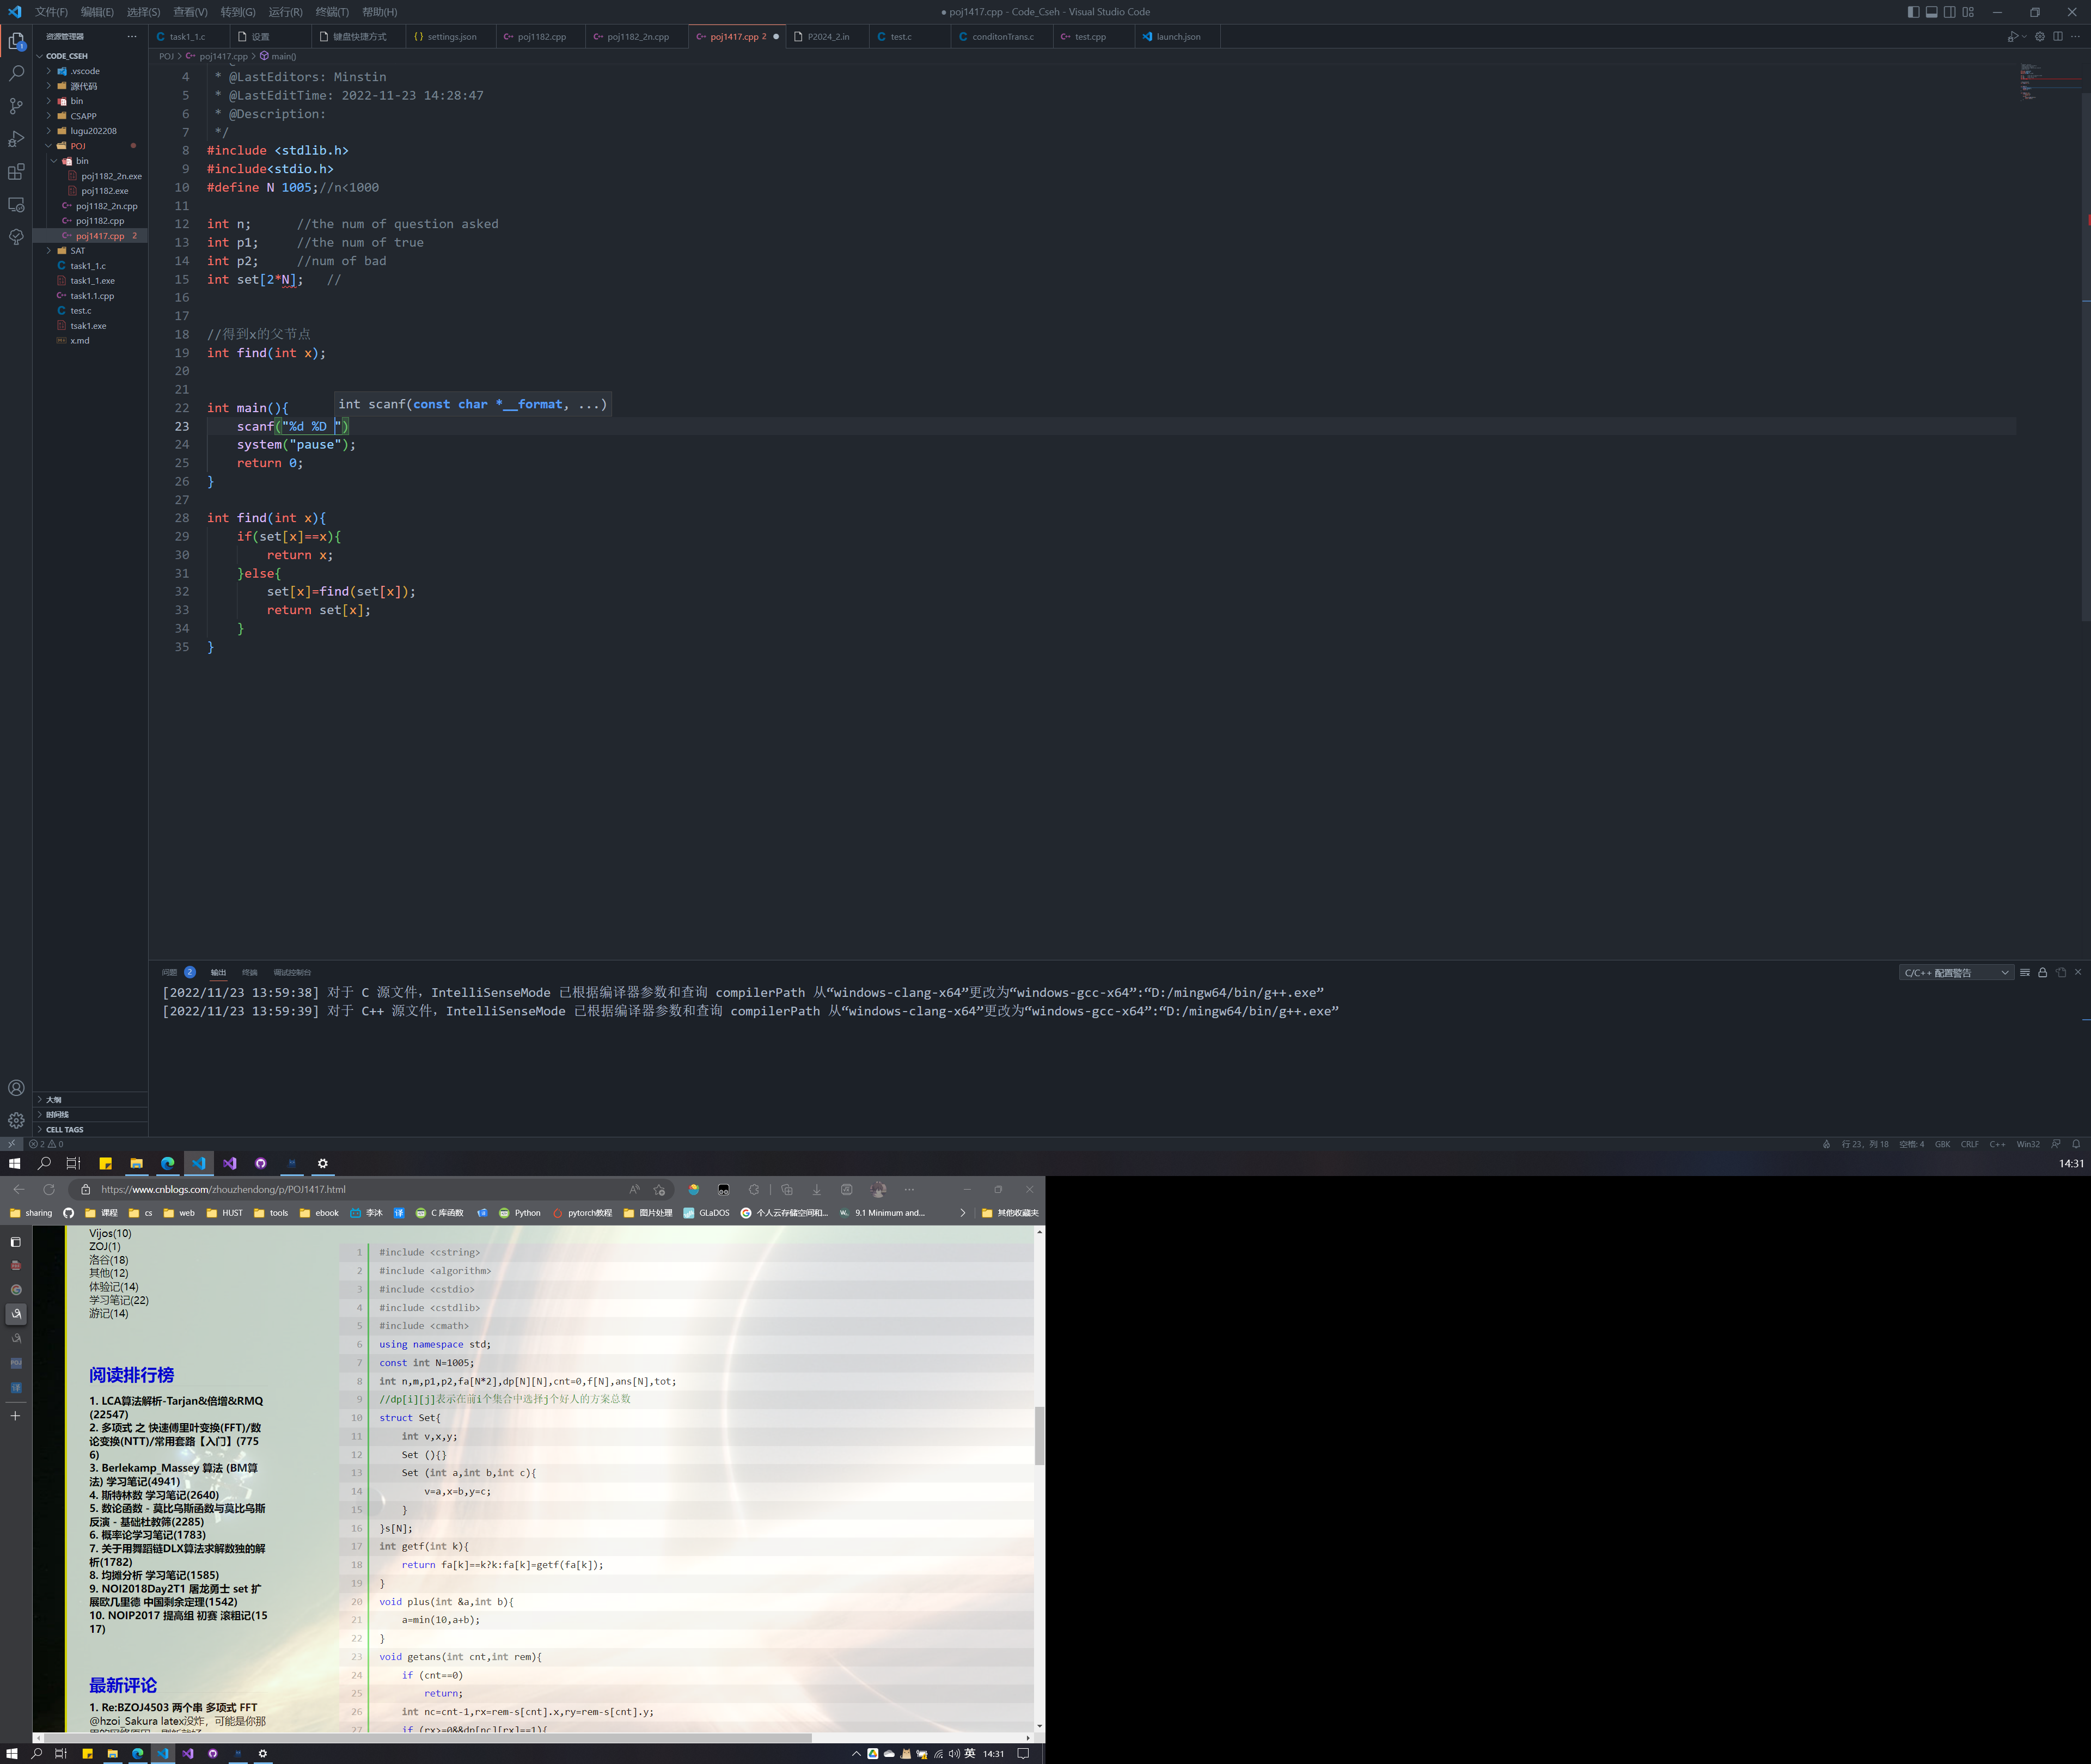 文件(F) 编辑(E) 选择(S) 查看(V) 转到(G) 运行(R) 终端(T) 帮助(H)
● poj1417.cpp - Code_Cseh - Visual Studio Code
资源管理器
CODE_CSEH
.vscode
源代码
bin
CSAPP
lugu202208
POJ
bin
poj1182_2n.exe
poj1182.exe
poj1182_2n.cpp
poj1182.cpp
poj1417.cpp 2
SAT
task1_1.c
task1_1.exe
task1.1.cpp
test.c
tsak1.exe
x.md
大纲
时间线
CELL TAGS
task1_1.c 设置 键盘快捷方式 settings.json poj1182.cpp poj1182_2n.cpp poj1417.cpp 2 P2024_2.in test.c conditonTrans.c test.cpp launch.json
POJ > poj1417.cpp > main()
4 * @LastEditors: Minstin
5 * @LastEditTime: 2022-11-23 14:28:47
6 * @Description:
7 */
8 #include <stdlib.h>
9 #include<stdio.h>
10 #define N 1005;//n<1000
11
12 int n; //the num of question asked
13 int p1; //the num of true
14 int p2; //num of bad
15 int set[2*N]; //
16
17
18 //得到x的父节点
19 int find(int x);
20
21
int scanf(const char *__format, ...)
22 int main(){
23 scanf("%d %D ")
24 system("pause");
25 return 0;
26 }
27
28 int find(int x){
29 if(set[x]==x){
30 return x;
31 }else{
32 set[x]=find(set[x]);
33 return set[x];
34 }
35 }
问题 2 输出 终端 调试控制台
C/C++ 配置警告
[2022/11/23 13:59:38] 对于 C 源文件，IntelliSenseMode 已根据编译器参数和查询 compilerPath 从“windows-clang-x64”更改为“windows-gcc-x64”:“D:/mingw64/bin/g++.exe”
[2022/11/23 13:59:39] 对于 C++ 源文件，IntelliSenseMode 已根据编译器参数和查询 compilerPath 从“windows-clang-x64”更改为“windows-gcc-x64”:“D:/mingw64/bin/g++.exe”
2 0
行 23，列 18 空格: 4 GBK CRLF C++ Win32
14:31
https://www.cnblogs.com/zhouzhendong/p/POJ1417.html
sharing 课程 cs web HUST tools ebook 李沐 译 C 库函数 Python pytorch教程 图片处理 GLaDOS 个人云存储空间和... 9.1 Minimum and... 其他收藏夹
Vijos(10)
ZOJ(1)
洛谷(18)
其他(12)
体验记(14)
学习笔记(22)
游记(14)
阅读排行榜
1. LCA算法解析-Tarjan&倍增&RMQ
(22547)
2. 多项式 之 快速傅里叶变换(FFT)/数
论变换(NTT)/常用套路【入门】(775
6)
3. Berlekamp_Massey 算法 (BM算
法) 学习笔记(4941)
4. 斯特林数 学习笔记(2640)
5. 数论函数 - 莫比乌斯函数与莫比乌斯
反演 - 基础杜教筛(2285)
6. 概率论学习笔记(1783)
7. 关于用舞蹈链DLX算法求解数独的解
析(1782)
8. 均摊分析 学习笔记(1585)
9. NOI2018Day2T1 屠龙勇士 set 扩
展欧几里德 中国剩余定理(1542)
10. NOIP2017 提高组 初赛 滚粗记(15
17)
最新评论
1. Re:BZOJ4503 两个串 多项式 FFT
@hzoi_Sakura latex没炸，可能是你那
1 #include <cstring>
2 #include <algorithm>
3 #include <cstdio>
4 #include <cstdlib>
5 #include <cmath>
6 using namespace std;
7 const int N=1005;
8 int n,m,p1,p2,fa[N*2],dp[N][N],cnt=0,f[N],ans[N],tot;
9 //dp[i][j]表示在前i个集合中选择j个好人的方案总数
10 struct Set{
11 int v,x,y;
12 Set (){}
13 Set (int a,int b,int c){
14 v=a,x=b,y=c;
15 }
16 }s[N];
17 int getf(int k){
18 return fa[k]==k?k:fa[k]=getf(fa[k]);
19 }
20 void plus(int &a,int b){
21 a=min(10,a+b);
22 }
23 void getans(int cnt,int rem){
24 if (cnt==0)
25 return;
26 int nc=cnt-1,rx=rem-s[cnt].x,ry=rem-s[cnt].y;
27 if (rx>=0&&dp[nc][rx]==1){
英 14:31